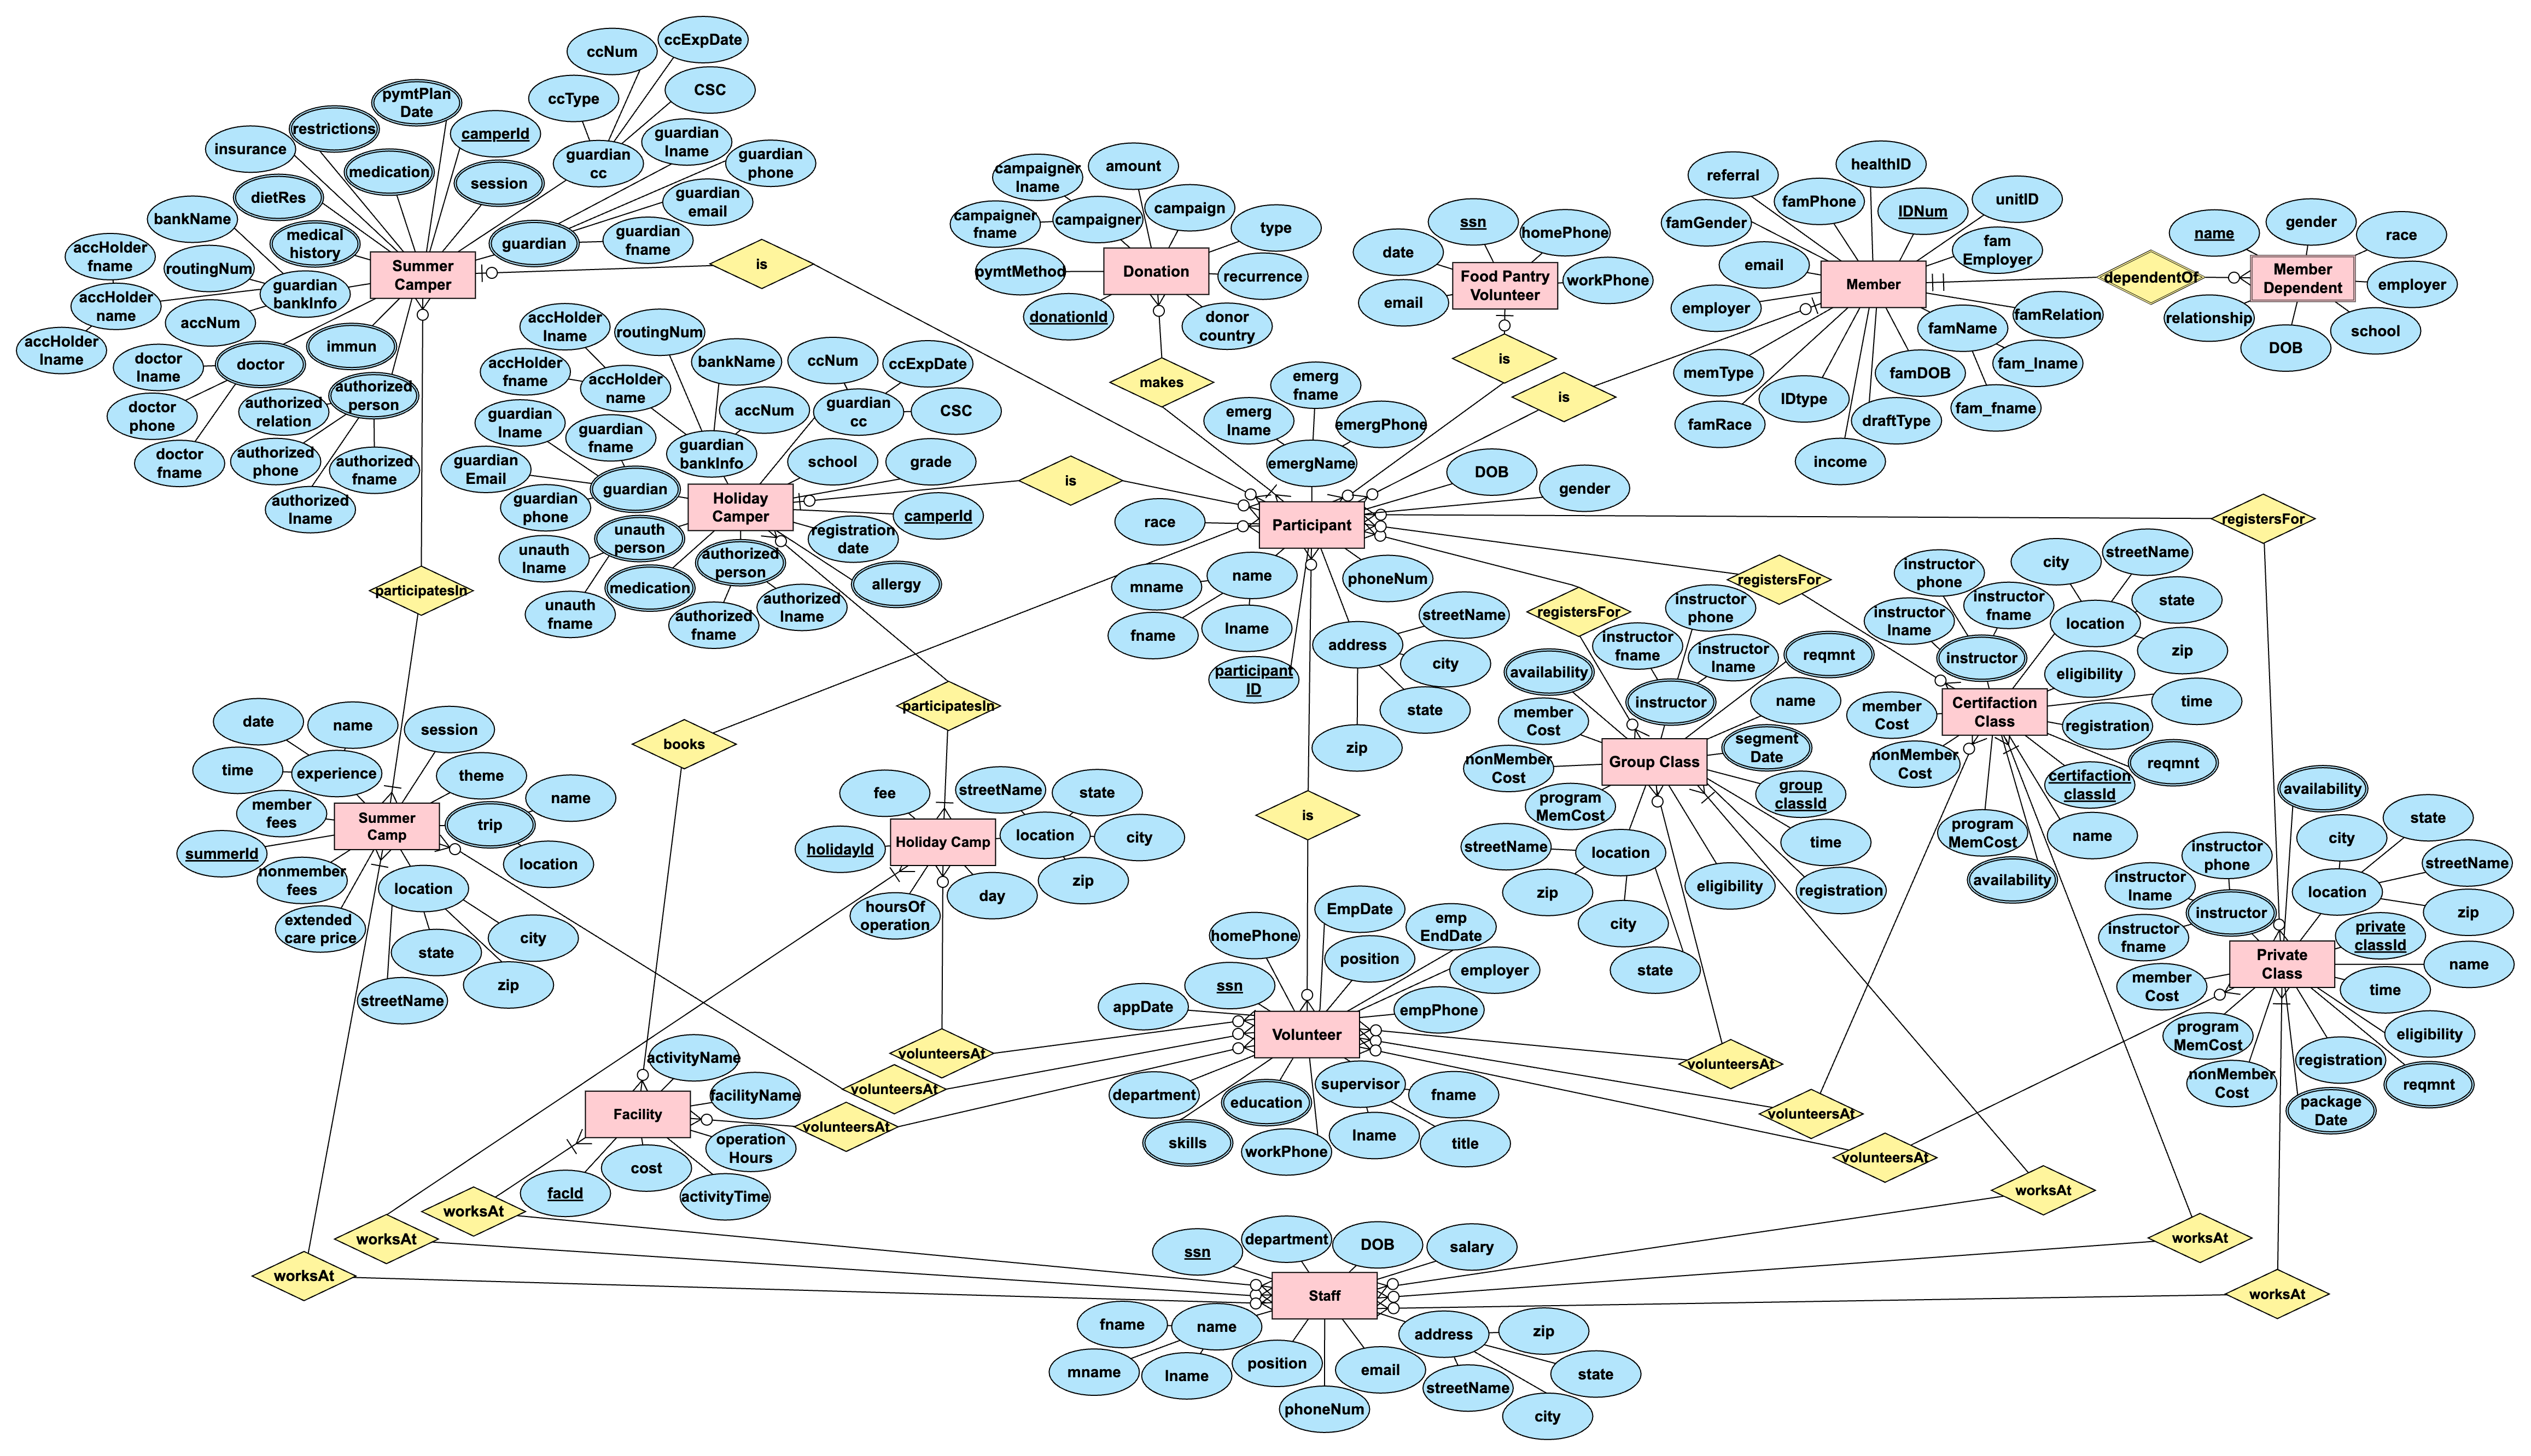 ccNum
ccExpDate
pymtPlan
Date
ccType
CSC
restrictions
camperId
insurance
medication
guardian
cc
guardian
lname
guardian
phone
dietRes
session
guardian
email
bankName
medical
history
guardian
guardian
fname
accHolder
fname
routingNum
Summer
Camper
guardian
bankInfo
accHolder
name
accNum
accHolder
lname
doctor
lname
doctor
immun
authorized
person
doctor
phone
authorized
relation
doctor
fname
authorized
phone
authorized
fname
authorized
lname
is
participatesIn
accHolder
lname
routingNum
accHolder
fname
bankName
ccNum
ccExpDate
accHolder
name
accNum
guardian
cc
CSC
guardian
lname
guardian
fname
guardian
bankInfo
school
grade
guardian
Email
guardian
Holiday
Camper
guardian
phone
camperId
unauth
person
registration
date
unauth
lname
authorized
person
medication
allergy
unauth
fname
authorized
fname
authorized
lname
is
participatesIn
campaigner
lname
amount
campaigner
fname
campaigner
campaign
type
pymtMethod
Donation
recurrence
donationId
donor
country
makes
ssn
homePhone
date
Food Pantry
Volunteer
workPhone
email
is
healthID
referral
famPhone
IDNum
unitID
famGender
email
fam
Employer
Member
employer
famRelation
famName
fam_lname
memType
famDOB
IDtype
draftType
fam_fname
famRace
income
is
dependentOf
name
gender
race
Member
Dependent
employer
relationship
school
DOB
emerg
fname
emerg
lname
emergPhone
emergName
DOB
gender
race
Participant
mname
name
phoneNum
fname
lname
streetName
address
city
participant
ID
state
zip
is
books
registersFor
registersFor
registersFor
instructor
phone
instructor
fname
instructor
lname
availability
instructor
reqmnt
member
Cost
name
nonMember
Cost
Group Class
segment
Date
program
MemCost
group
classId
streetName
location
time
zip
eligibility
registration
city
state
instructor
phone
city
streetName
instructor
lname
instructor
fname
location
state
instructor
zip
eligibility
member
Cost
Certifaction
Class
time
registration
nonMember
Cost
certifaction
classId
reqmnt
program
MemCost
name
availability
availability
state
city
instructor
phone
streetName
instructor
lname
location
instructor
zip
instructor
fname
private
classId
Private
Class
name
member
Cost
time
program
MemCost
eligibility
registration
nonMember
Cost
reqmnt
package
Date
date
name
session
time
experience
theme
member
fees
Summer
Camp
trip
name
summerId
location
nonmember
fees
location
extended
care price
state
city
streetName
zip
fee
streetName
state
holidayId
Holiday Camp
location
city
zip
hoursOf
operation
day
homePhone
EmpDate
emp
EndDate
position
ssn
employer
appDate
empPhone
Volunteer
department
education
supervisor
fname
skills
lname
title
workPhone
volunteersAt
volunteersAt
volunteersAt
volunteersAt
volunteersAt
volunteersAt
activityName
facilityName
Facility
operation
Hours
cost
facId
activityTime
worksAt
worksAt
worksAt
worksAt
worksAt
worksAt
ssn
department
DOB
salary
Staff
fname
name
address
zip
mname
lname
position
email
streetName
state
phoneNum
city